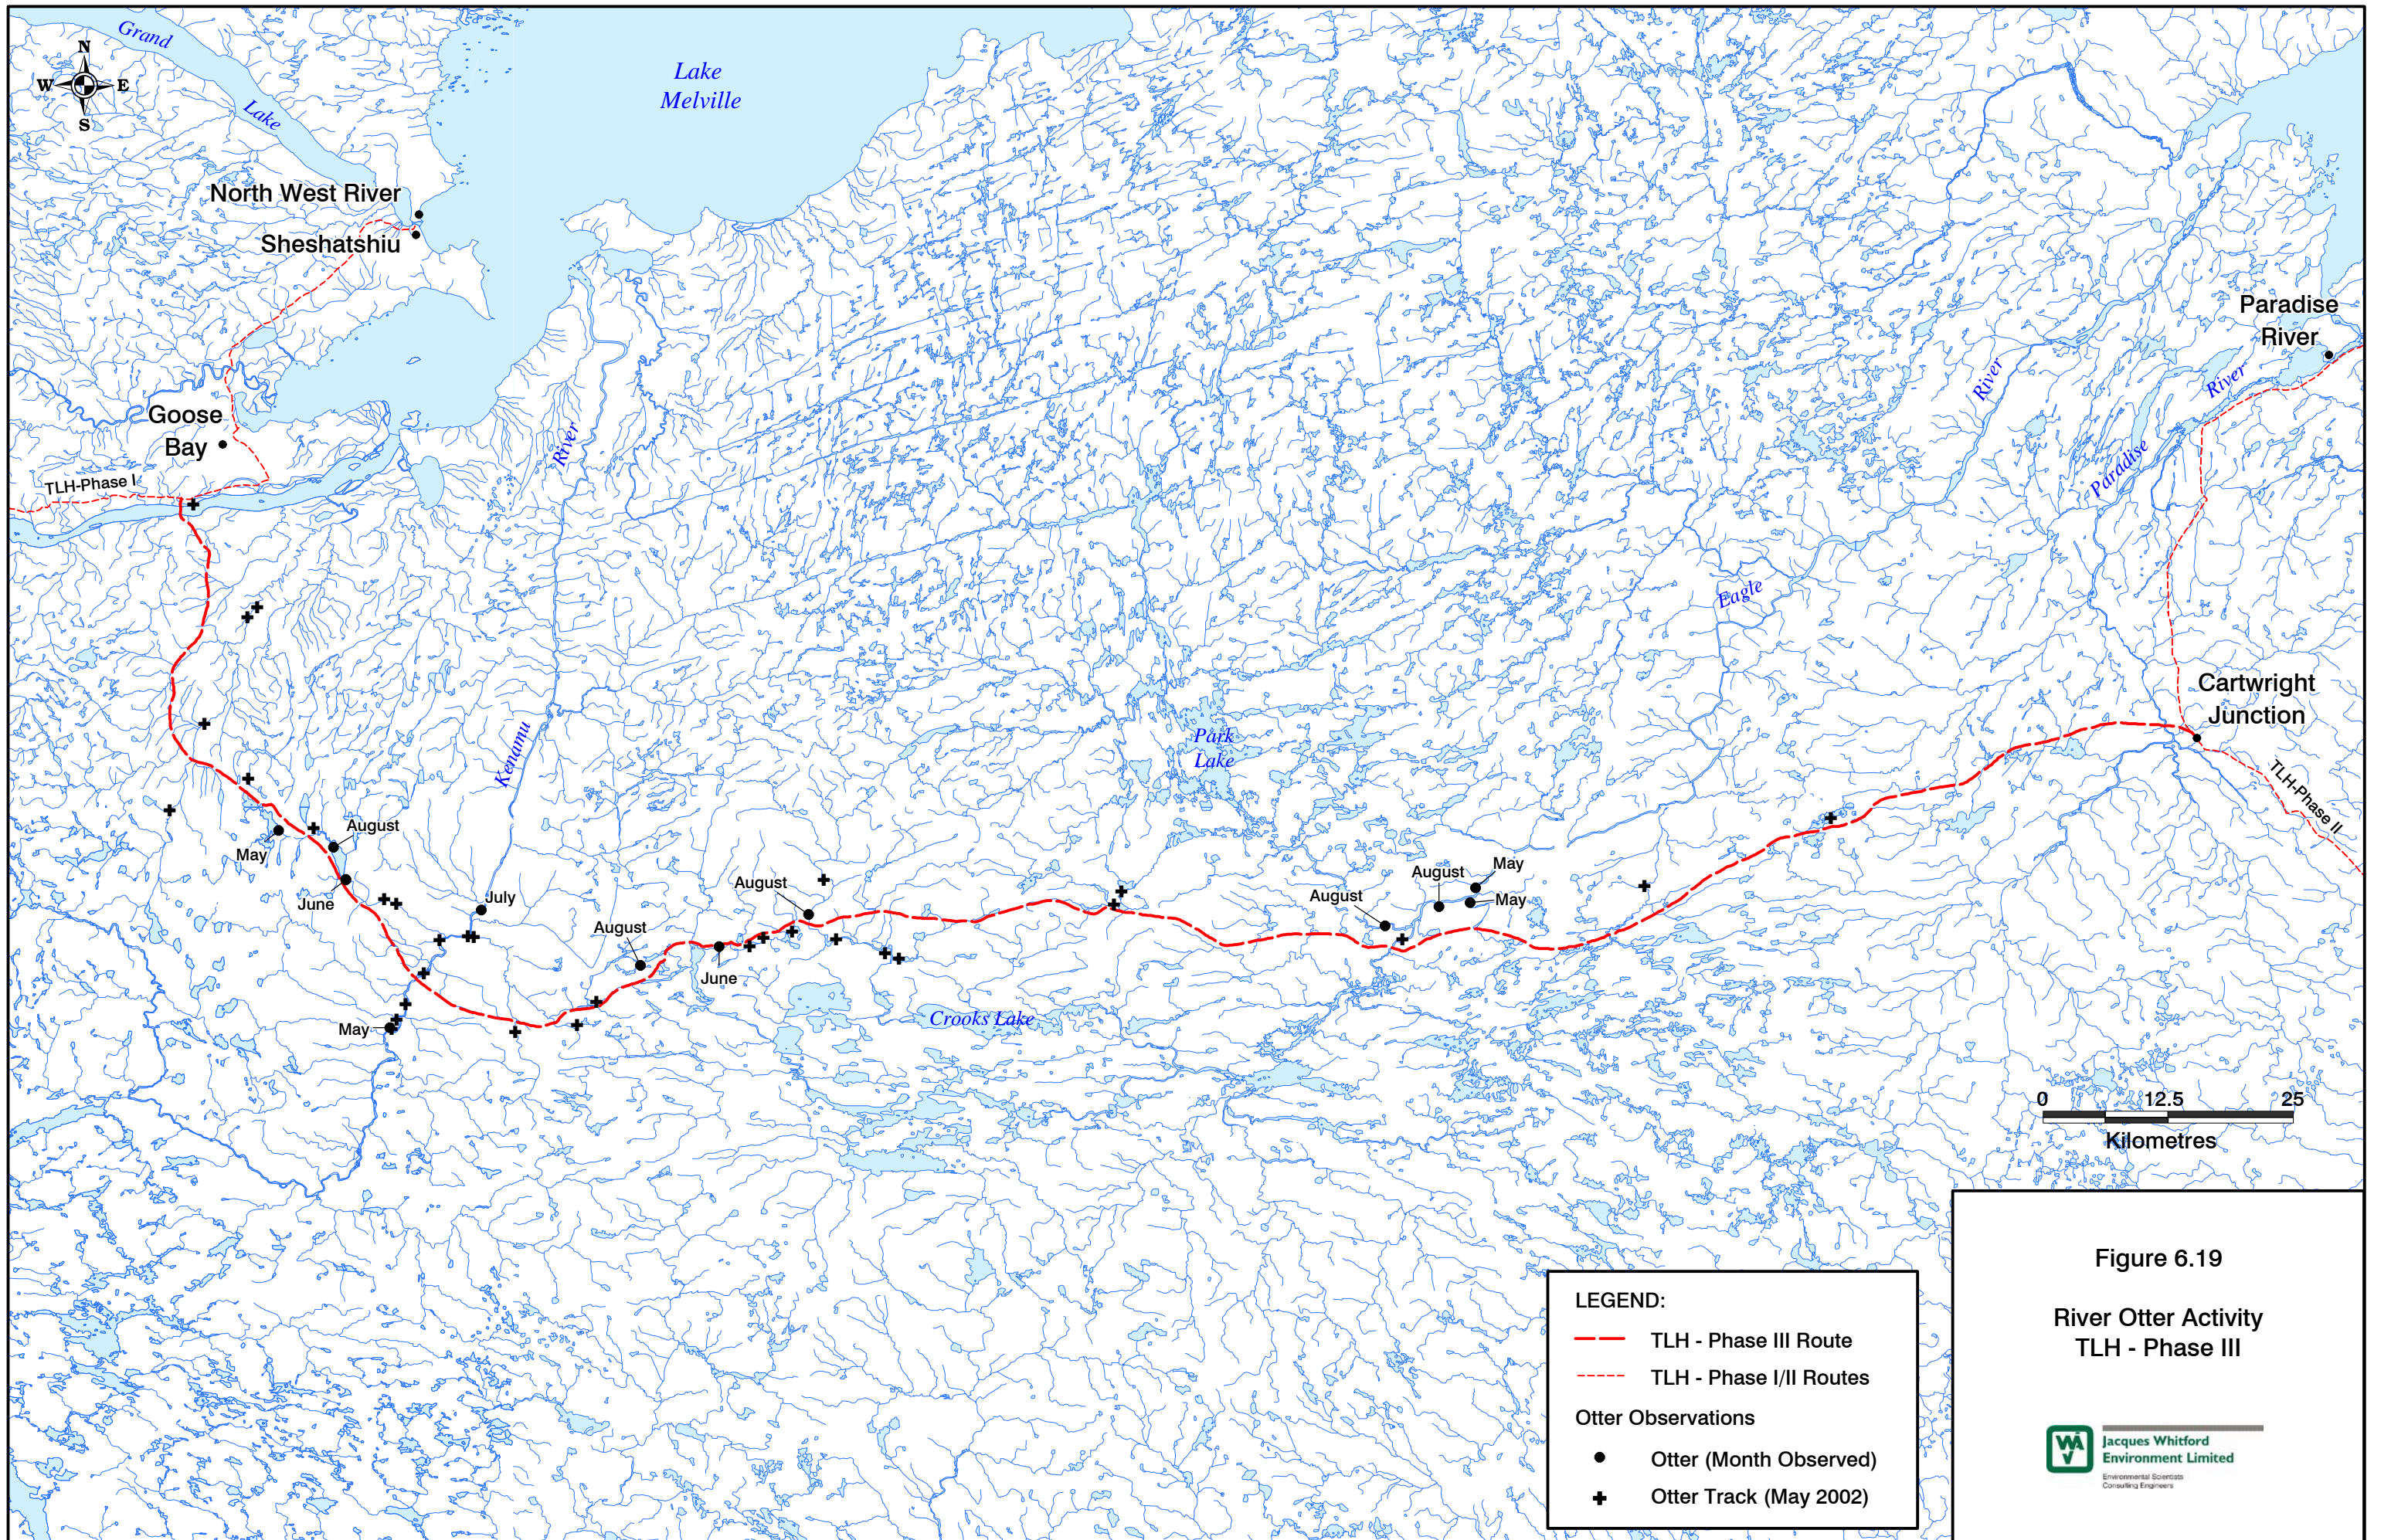 Grand
Lake
N
W
E
S
Lake
Melville
North West River
Sheshatshiu
Goose
Bay
TLH-Phase I
River
Kenamu
Paradise
River
River
River
Paradise
Eagle
Cartwright
Junction
TLH-Phase II
Park
Lake
May
August
June
July
May
August
June
August
August
August
May
May
Crooks Lake
0 12.5 25
Kilometres
Figure 6.19
River Otter Activity
TLH - Phase III
LEGEND:
TLH - Phase III Route
TLH - Phase I/II Routes
Otter Observations
Otter (Month Observed)
Otter Track (May 2002)
Jacques Whitford
Environment Limited
Environmental Scientists
Consulting Engineers